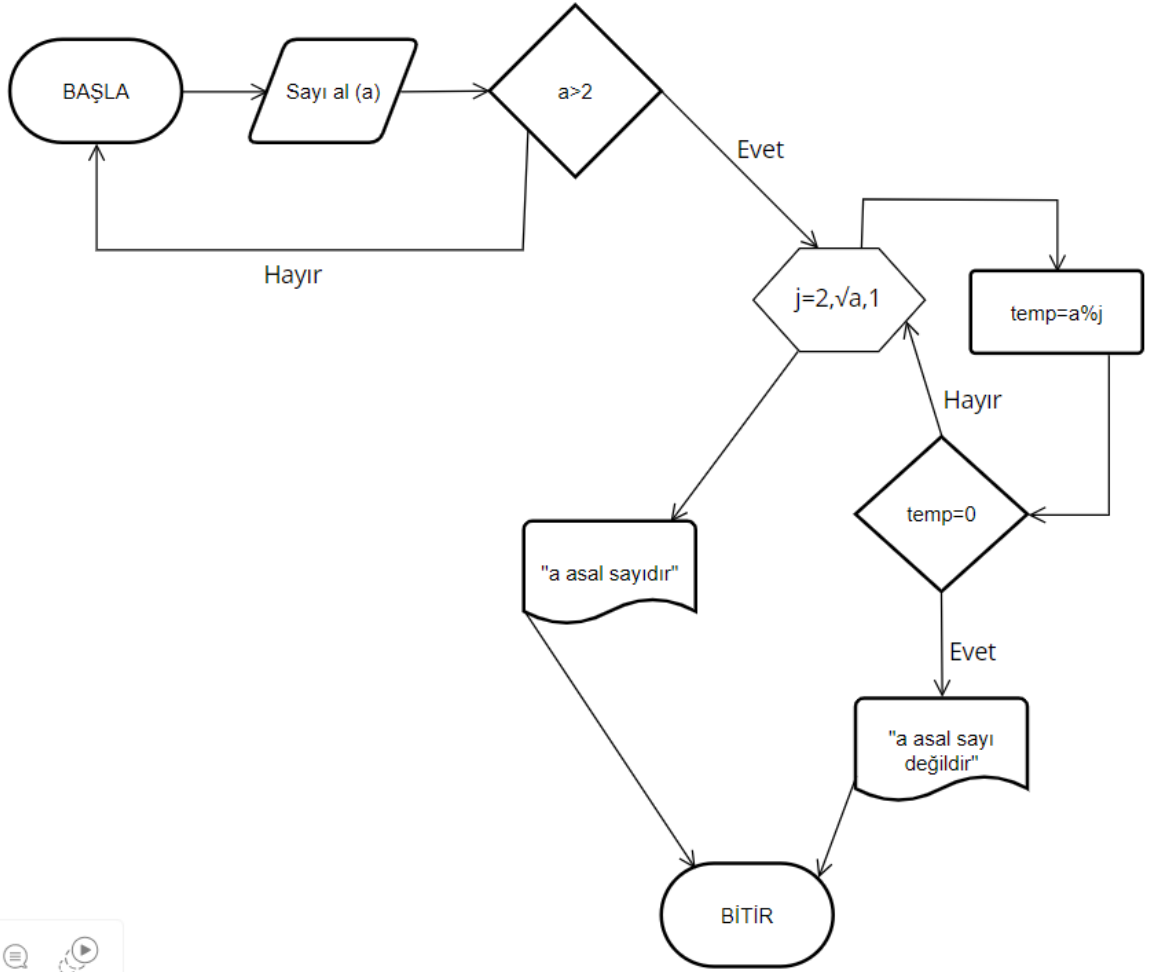 BAŞLA
Sayı al (a)
a>2
Evet
Hayır
j=2,√a,1
temp=a%j
Hayır
temp=0
"a asal sayıdır"
Evet
"a asal sayı
değildir"
BİTİR